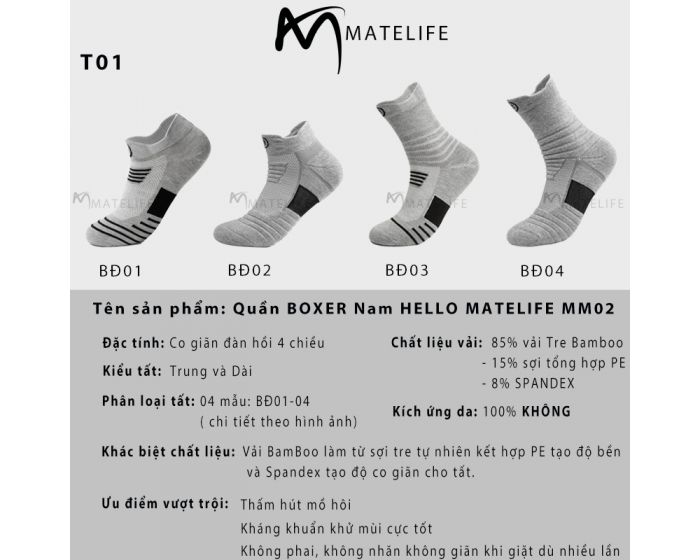 MATELIFE
T01
MATELIFE MATELIFE MATELIFE MATELIFE
BĐ01 BĐ02 BĐ03 BĐ04
Tên sản phẩm: Quần BOXER Nam HELLO MATELIFE MM02
Đặc tính: Co giãn đàn hồi 4 chiều
Kiểu tất: Trung và Dài
Phân loại tất: 04 mẫu: BĐ01-04
( chi tiết theo hình ảnh)
Chất liệu vải: 85% vải Tre Bamboo
- 15% sợi tổng hợp PE
- 8% SPANDEX
Kích ứng da: 100% KHÔNG
Khác biệt chất liệu: Vải BamBoo làm từ sợi tre tự nhiên kết hợp PE tạo độ bền
và Spandex tạo độ co giãn cho tất.
Ưu điểm vượt trội: Thấm hút mồ hôi
Kháng khuẩn khử mùi cực tốt
Không phai, không nhăn không giãn khi giặt dù nhiều lần